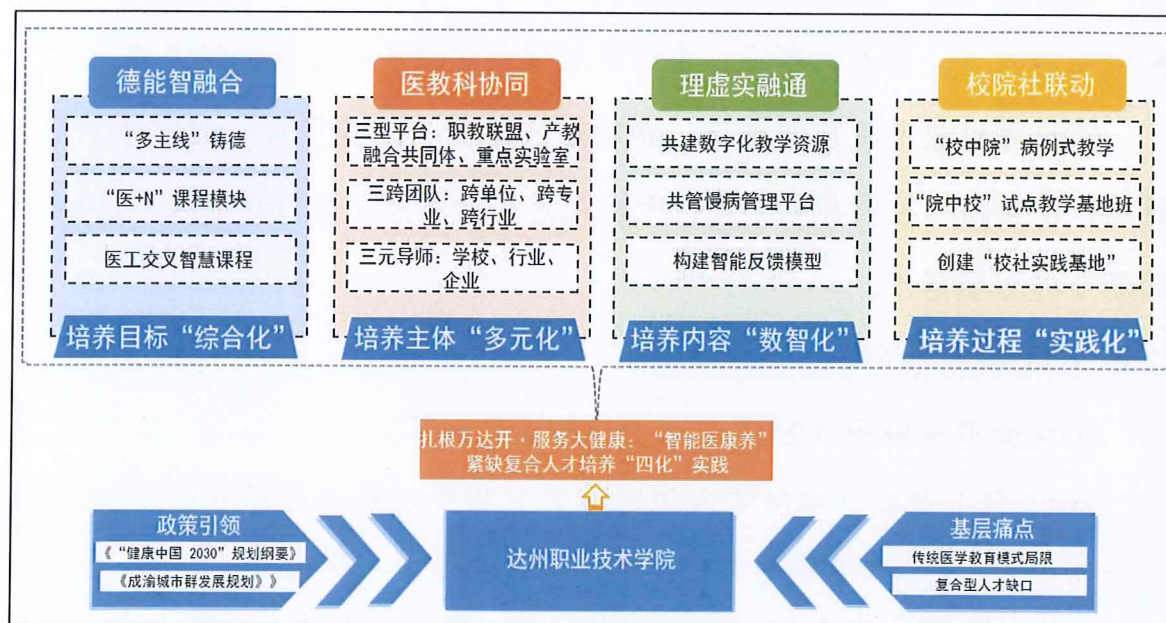 德能智融合
医教科协同
理虚实融通
校院社联动
“多主线”铸德
“医+N”课程模块
医工交叉智慧课程
三型平台：职教联盟、产教
融合共同体、重点实验室
三跨团队：跨单位、跨专
业、跨行业
三元导师：学校、行业、
企业
共建数字化教学资源
共管慢病管理平台
构建智能反馈模型
“校中院”病例式教学
“院中校”试点教学基地班
创建“校社实践基地”
培养目标“综合化”
培养主体“多元化”
培养内容“数智化”
培养过程“实践化”
扎根万达开·服务大健康：“智能医康养”
紧缺复合人才培养“四化”实践
政策引领
《“健康中国 2030”规划纲要》
《成渝城市群发展规划》》
达州职业技术学院
基层痛点
传统医学教育模式局限
复合型人才缺口